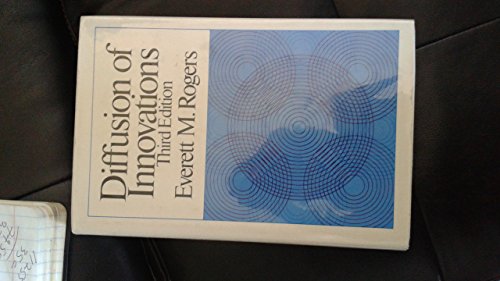 Diffusion of
Innovations
Third Edition
Everett M. Rogers